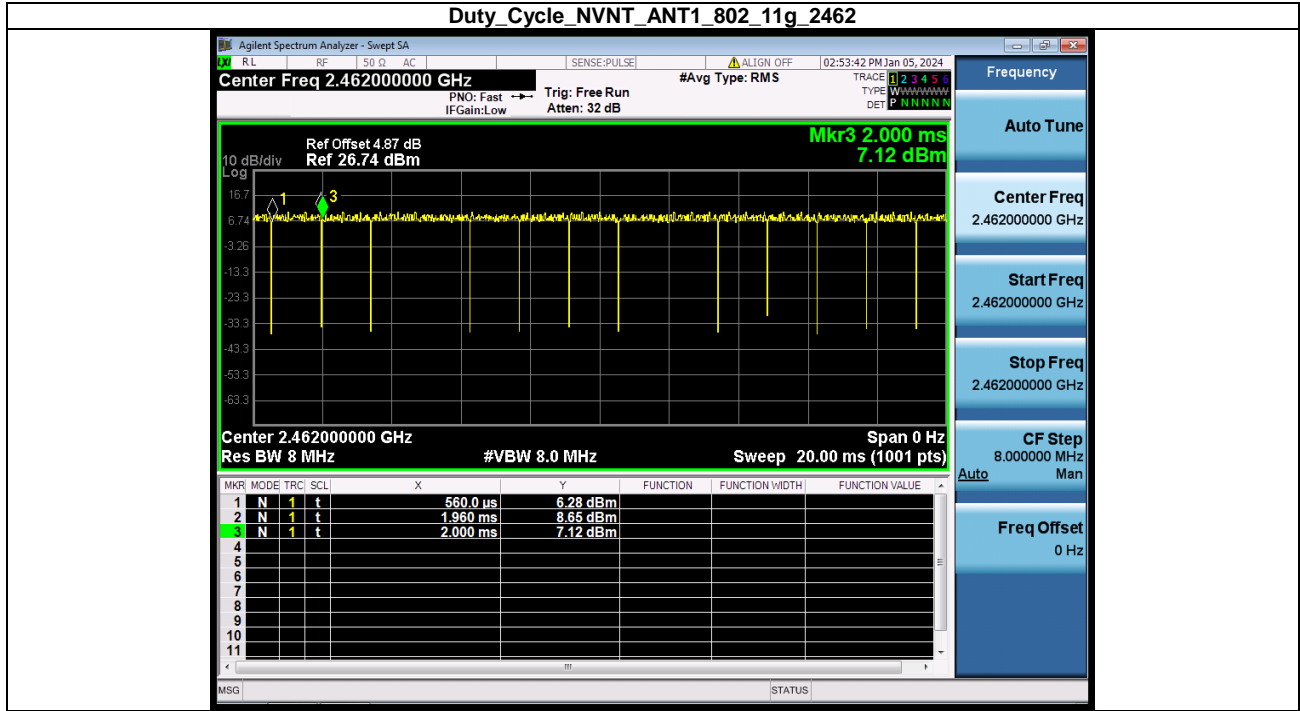 Duty_Cycle_NVNT_ANT1_802_11g_2462
Agilent Spectrum Analyzer - Swept SA
LXI RL RF 50 Ω AC SENSE:PULSE ALIGN OFF 02:53:42 PM Jan 05, 2024
Center Freq 2.462000000 GHz
PNO: Fast
IFGain:Low
Trig: Free Run
Atten: 32 dB
#Avg Type: RMS
TRACE 1 2 3 4 5 6
TYPE WWWWWW
DET P N N N N N
Mkr3 2.000 ms
7.12 dBm
Ref Offset 4.87 dB
10 dB/div Ref 26.74 dBm
Log
16.7
6.74
-3.26
-13.3
-23.3
-33.3
-43.3
-53.3
-63.3
1
3
Center 2.462000000 GHz Span 0 Hz
Res BW 8 MHz #VBW 8.0 MHz Sweep 20.00 ms (1001 pts)
MKR MODE TRC SCL X Y FUNCTION FUNCTION WIDTH FUNCTION VALUE
1 N 1 t 560.0 µs 6.28 dBm
2 N 1 t 1.960 ms 8.65 dBm
3 N 1 t 2.000 ms 7.12 dBm
4
5
6
7
8
9
10
11
MSG STATUS
Frequency
Auto Tune
Center Freq
2.462000000 GHz
Start Freq
2.462000000 GHz
Stop Freq
2.462000000 GHz
CF Step
8.000000 MHz
Auto Man
Freq Offset
0 Hz